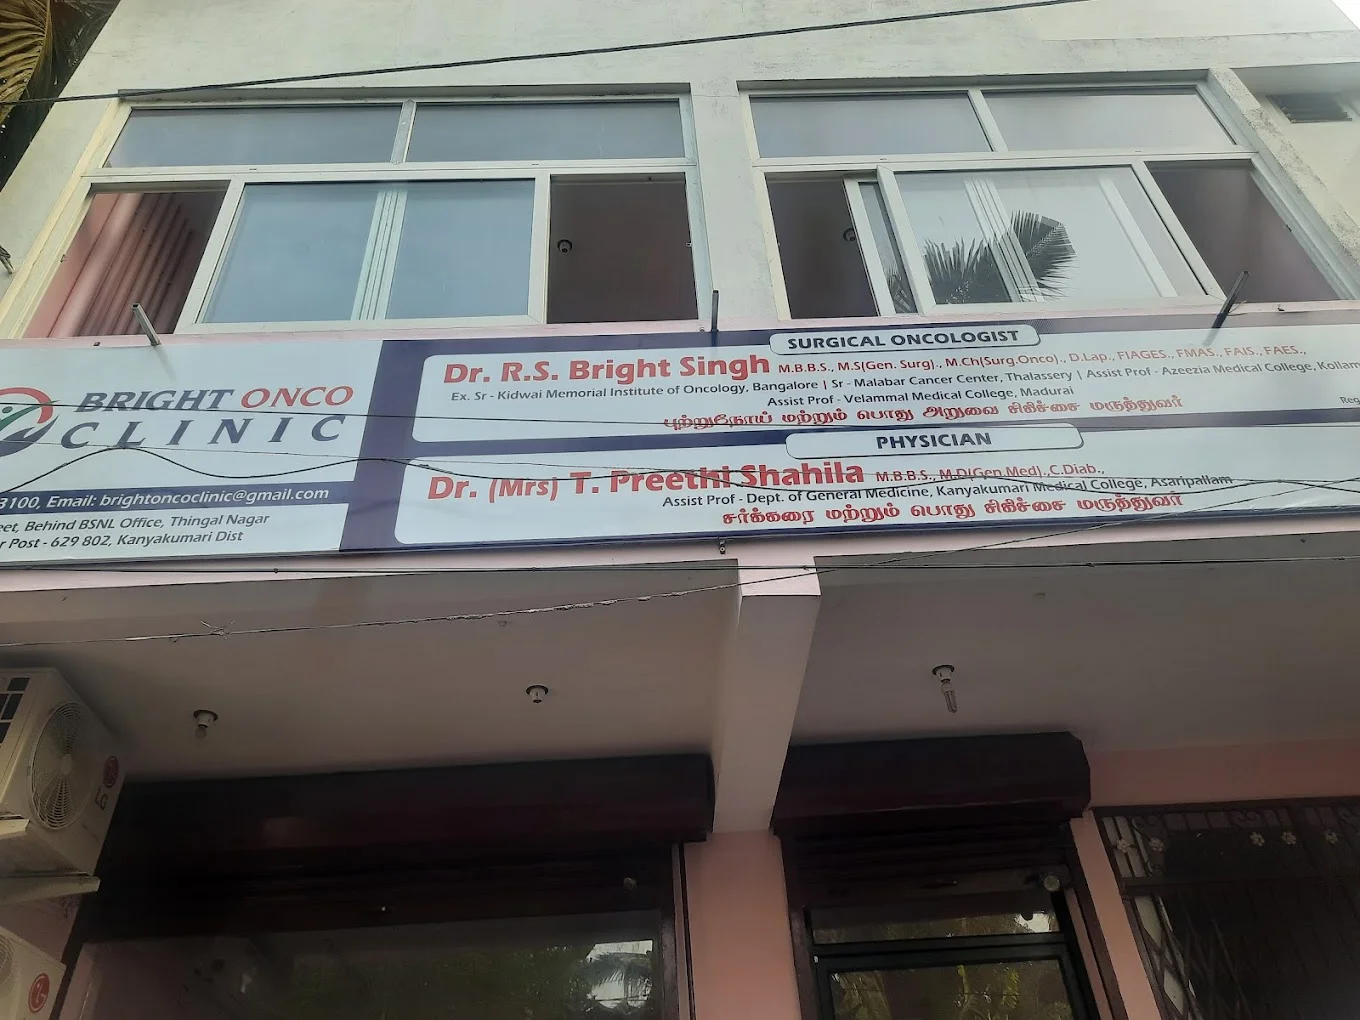 BRIGHT ONCO
CLINIC
3100, Email: brightoncoclinic@gmail.com
eet, Behind BSNL Office, Thingal Nagar
r Post - 629 802, Kanyakumari Dist
SURGICAL ONCOLOGIST
Dr. R.S. Bright Singh M.B.B.S., M.S(Gen. Surg)., M.Ch(Surg.Onco)., D.Lap., FIAGES., FMAS., FAIS., FAES.,
Ex. Sr - Kidwai Memorial Institute of Oncology, Bangalore | Sr - Malabar Cancer Center, Thalassery | Assist Prof - Azeezia Medical College, Kollam
Assist Prof - Velammal Medical College, Madurai
Reg
புற்றுநோய் மற்றும் பொது அறுவை சிகிச்சை மருத்துவர்
PHYSICIAN
Dr. (Mrs) T. Preethi Shahila M.B.B.S., M.D(Gen.Med).,C.Diab.,
Assist Prof - Dept. of General Medicine, Kanyakumari Medical College, Asaripallam
சர்க்கரை மற்றும் பொது சிகிச்சை மருத்துவர்
LG
LG